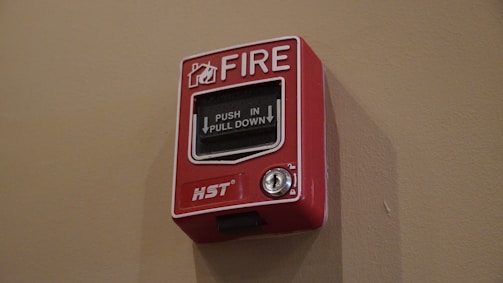 FIRE
PUSH IN
PULL DOWN
HST®